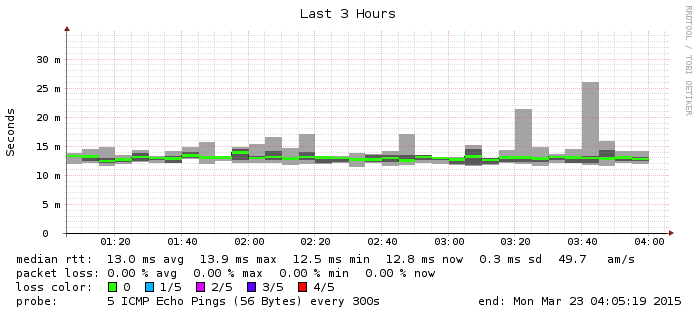 Last 3 Hours
RRDTOOL / TOBI OETIKER
Seconds
30 m
25 m
20 m
15 m
10 m
5 m
0
01:20 01:40 02:00 02:20 02:40 03:00 03:20 03:40 04:00
median rtt: 13.0 ms avg 13.9 ms max 12.5 ms min 12.8 ms now 0.3 ms sd 49.7 am/s
packet loss: 0.00 % avg 0.00 % max 0.00 % min 0.00 % now
loss color: 0 1/5 2/5 3/5 4/5
probe: 5 ICMP Echo Pings (56 Bytes) every 300s end: Mon Mar 23 04:05:19 2015